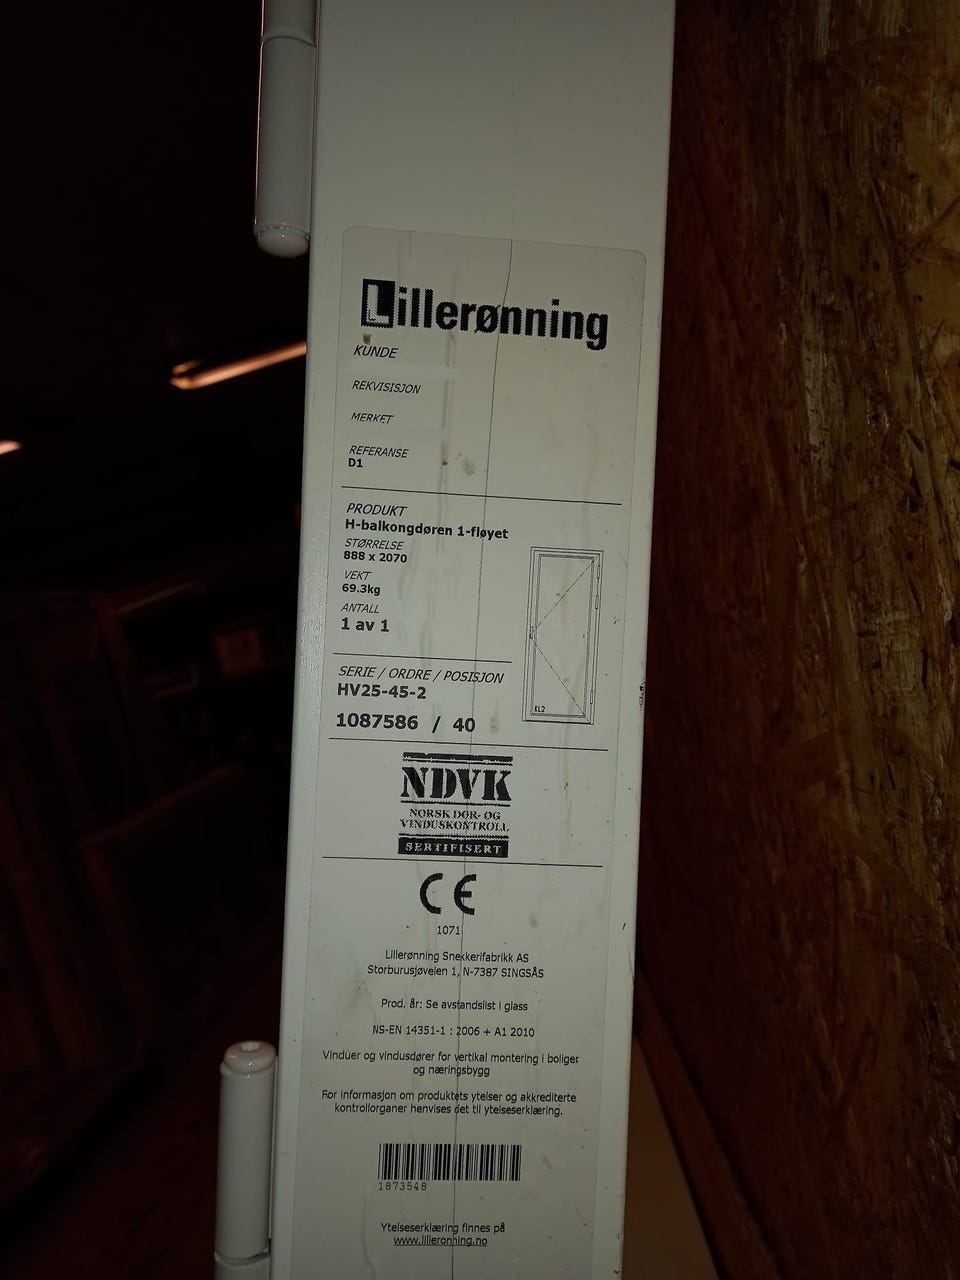 Lillerønning
KUNDE
REKVISISJON
MERKET
REFERANSE
D1
PRODUKT
H-balkongdøren 1-fløyet
STØRRELSE
888 x 2070
VEKT
69.3kg
ANTALL
1 av 1
KL2
SERIE / ORDRE / POSISJON
HV25-45-2
1087586 / 40
NDVK
NORSK DØR- OG
VINDUSKONTROLL
SERTIFISERT
CE
1071
Lillerønning Snekkerifabrikk AS
Storburusjøveien 1, N-7387 SINGSÅS
Prod. år: Se avstandslist i glass
NS-EN 14351-1 : 2006 + A1 2010
Vinduer og vindusdører for vertikal montering i boliger
og næringsbygg
For informasjon om produktets ytelser og akkrediterte
kontrollorganer henvises det til ytelseserklæring.
1873548
Ytelseserklæring finnes på
www.lilleronning.no